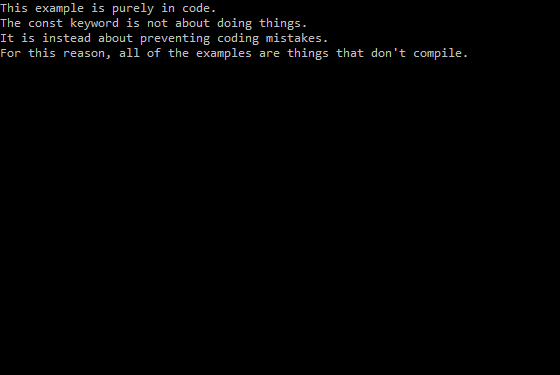 This example is purely in code.
The const keyword is not about doing things.
It is instead about preventing coding mistakes.
For this reason, all of the examples are things that don't compile.